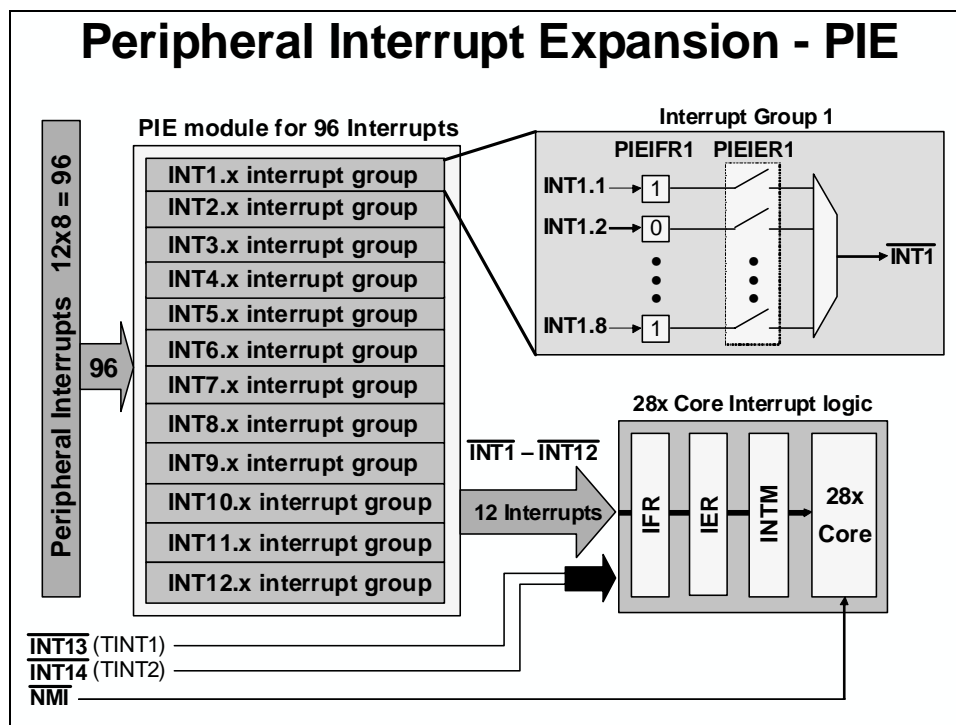 Peripheral Interrupt Expansion - PIE
Peripheral Interrupts 12x8 = 96
96
PIE module for 96 Interrupts
INT1.x interrupt group
INT2.x interrupt group
INT3.x interrupt group
INT4.x interrupt group
INT5.x interrupt group
INT6.x interrupt group
INT7.x interrupt group
INT8.x interrupt group
INT9.x interrupt group
INT10.x interrupt group
INT11.x interrupt group
INT12.x interrupt group
Interrupt Group 1
PIEIFR1 PIEIER1
INT1.1 1
INT1.2 0
INT1.8 1
INT1
28x Core Interrupt logic
INT1 – INT12
12 Interrupts
IFR
IER
INTM
28x
Core
INT13 (TINT1)
INT14 (TINT2)
NMI